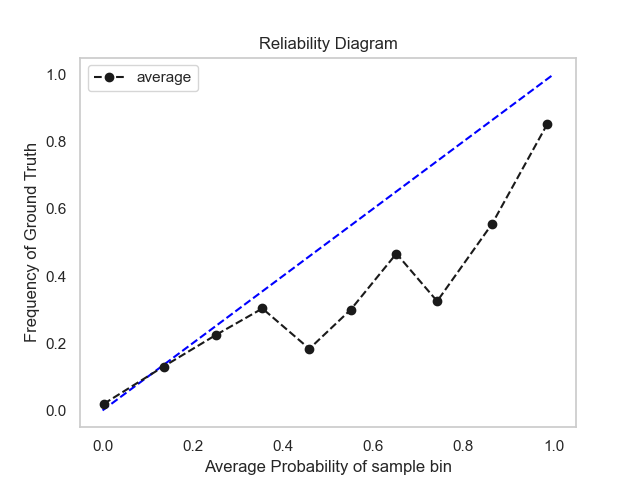 Reliability Diagram
average
Frequency of Ground Truth
1.0
0.8
0.6
0.4
0.2
0.0
0.0 0.2 0.4 0.6 0.8 1.0
Average Probability of sample bin